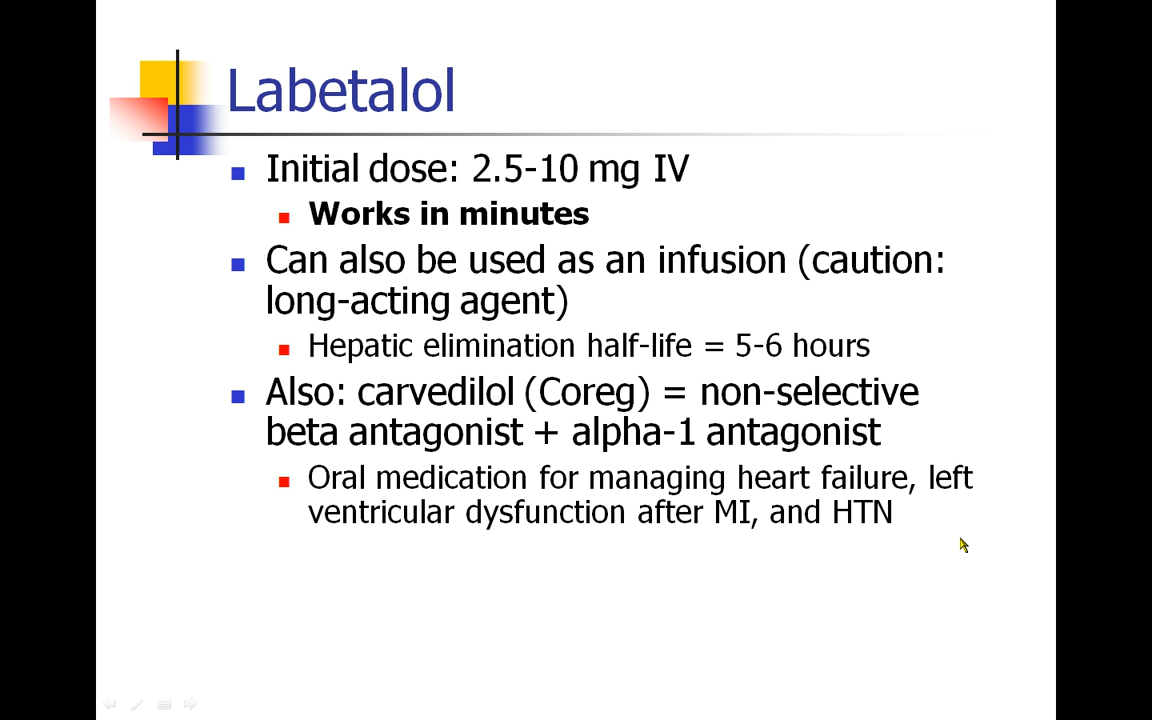 Labetalol
Initial dose: 2.5-10 mg IV
Works in minutes
Can also be used as an infusion (caution:
long-acting agent)
Hepatic elimination half-life = 5-6 hours
Also: carvedilol (Coreg) = non-selective
beta antagonist + alpha-1 antagonist
Oral medication for managing heart failure, left
ventricular dysfunction after MI, and HTN